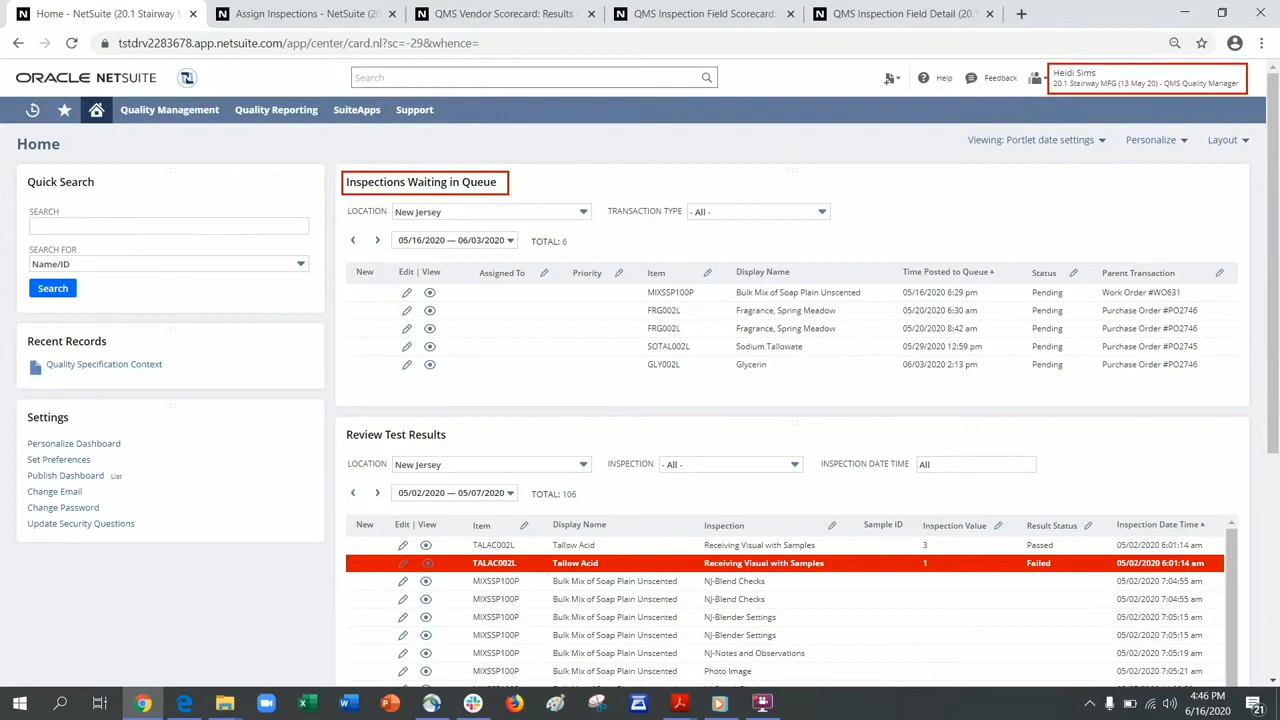 Home - NetSuite (20.1 Stairway M
Assign Inspections - NetSuite (20
QMS Vendor Scorecard: Results -
QMS Inspection Field Scorecard:
QMS Inspection Field Detail (20.1
tstdrv2283678.app.netsuite.com/app/center/card.nl?sc=-29&whence=
ORACLE NETSUITE
Search
Help
Feedback
Heidi Sims
20.1 Stairway MFG (13 May 20) - QMS Quality Manager
Quality Management
Quality Reporting
SuiteApps
Support
Home
Viewing: Portlet date settings
Personalize
Layout
Quick Search
SEARCH
SEARCH FOR
Name/ID
Search
Recent Records
Quality Specification Context
Settings
Personalize Dashboard
Set Preferences
Publish Dashboard List
Change Email
Change Password
Update Security Questions
Inspections Waiting in Queue
LOCATION New Jersey TRANSACTION TYPE - All -
05/16/2020 — 06/03/2020 TOTAL: 6
New Edit | View Assigned To Priority Item Display Name Time Posted to Queue Status Parent Transaction
MIXSSP100P Bulk Mix of Soap Plain Unscented 05/16/2020 6:29 pm Pending Work Order #WO631
FRG002L Fragrance, Spring Meadow 05/20/2020 6:30 am Pending Purchase Order #PO2746
FRG002L Fragrance, Spring Meadow 05/20/2020 8:42 am Pending Purchase Order #PO2746
SOTAL002L Sodium Tallowate 05/29/2020 12:59 pm Pending Purchase Order #PO2745
GLY002L Glycerin 06/03/2020 2:13 pm Pending Purchase Order #PO2746
Review Test Results
LOCATION New Jersey INSPECTION - All - INSPECTION DATE TIME All
05/02/2020 — 05/07/2020 TOTAL: 106
New Edit | View Item Display Name Inspection Sample ID Inspection Value Result Status Inspection Date Time
TALAC002L Tallow Acid Receiving Visual with Samples 3 Passed 05/02/2020 6:01:14 am
TALAC002L Tallow Acid Receiving Visual with Samples 1 Failed 05/02/2020 6:01:14 am
MIXSSP100P Bulk Mix of Soap Plain Unscented NJ-Blend Checks 05/02/2020 7:04:55 am
MIXSSP100P Bulk Mix of Soap Plain Unscented NJ-Blend Checks 05/02/2020 7:04:55 am
MIXSSP100P Bulk Mix of Soap Plain Unscented NJ-Blender Settings 05/02/2020 7:05:15 am
MIXSSP100P Bulk Mix of Soap Plain Unscented NJ-Blender Settings 05/02/2020 7:05:15 am
MIXSSP100P Bulk Mix of Soap Plain Unscented NJ-Notes and Observations 05/02/2020 7:05:19 am
MIXSSP100P Bulk Mix of Soap Plain Unscented Photo Image 05/02/2020 7:05:21 am
4:46 PM
6/16/2020
21